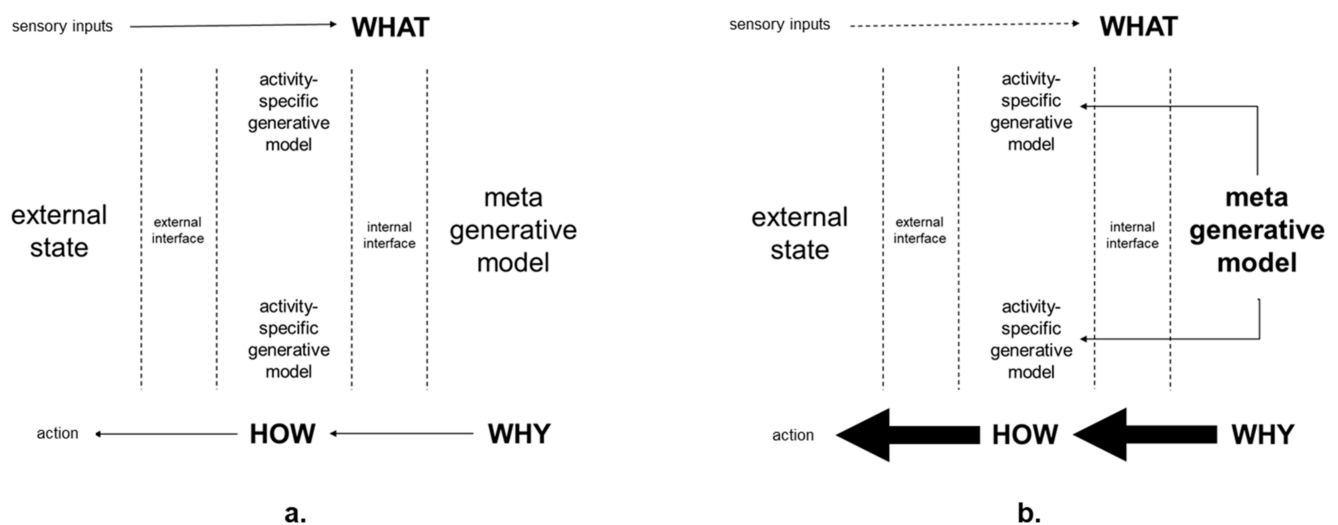 sensory inputs
WHAT
activity-
specific
generative
model
external
state
external
interface
internal
interface
meta
generative
model
activity-
specific
generative
model
action
HOW
WHY
a.
sensory inputs
WHAT
activity-
specific
generative
model
external
state
external
interface
internal
interface
meta
generative
model
activity-
specific
generative
model
action
HOW
WHY
b.